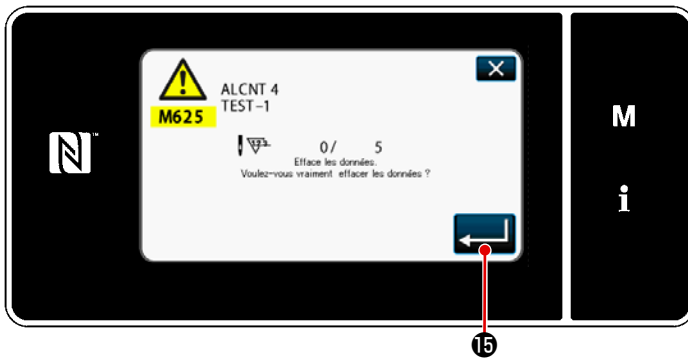 ALCNT 4
TEST-1
M625
0/ 5
Efface les données.
Voulez-vous vraiment effacer les données ?
M
i
⓯